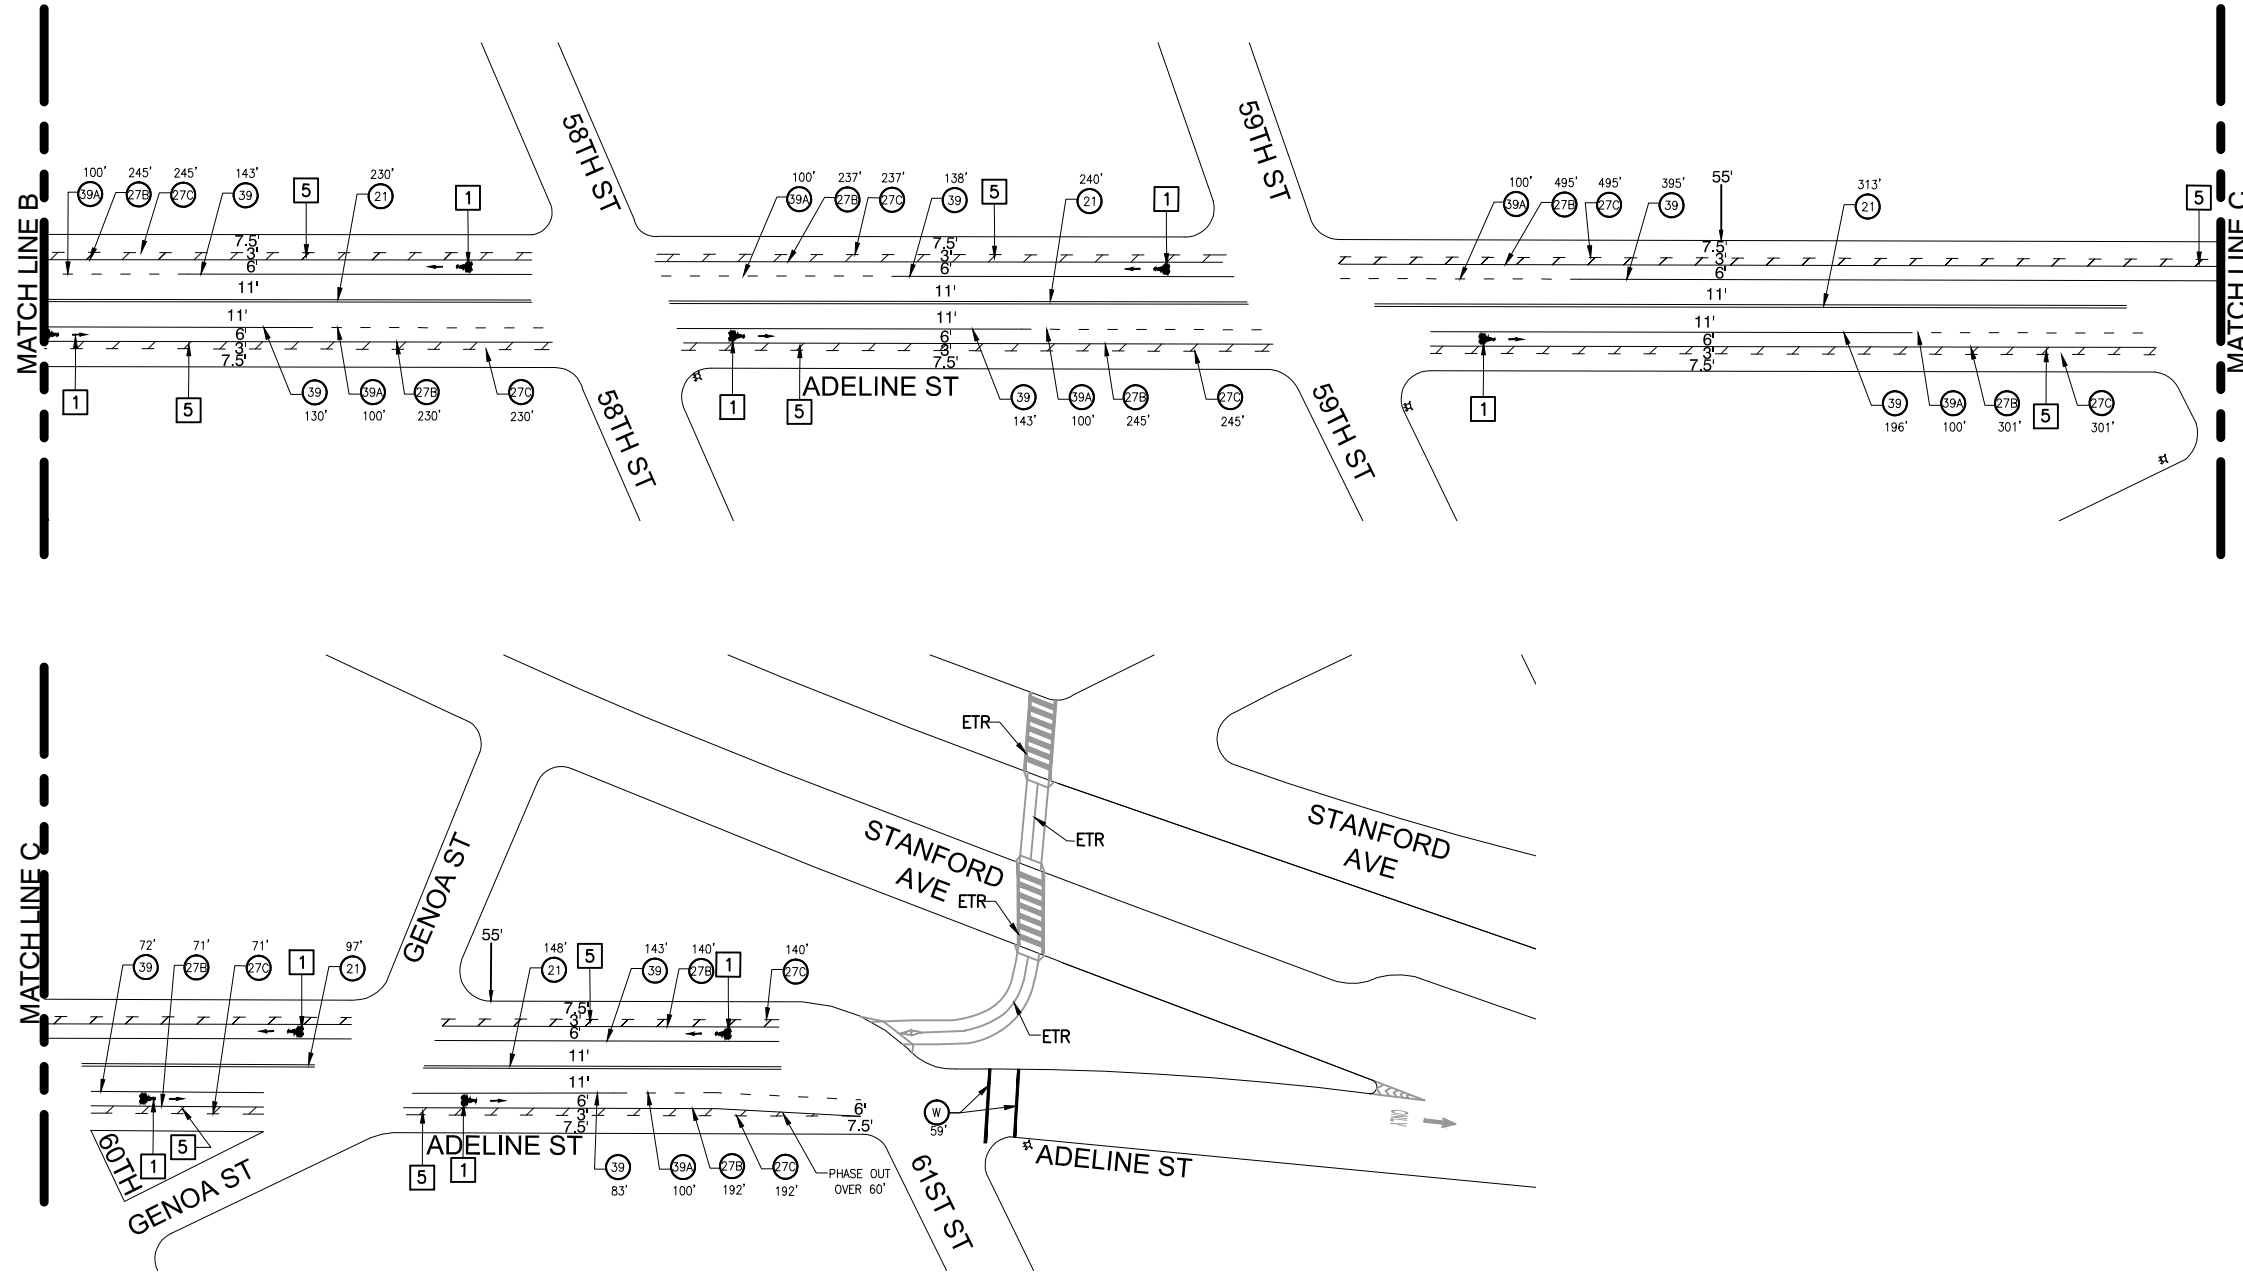 MATCH LINE B
58TH ST
59TH ST
MATCH LINE C
100' 245' 245' 143' 230'
39A 27B 27C 39 5 21 1
100' 237' 237' 138' 240'
39A 27B 27C 39 5 21 1
100' 495' 495' 395' 55' 313'
39A 27B 27C 39 21 5
7.5'
3'
6'
11'
11'
6'
3'
7.5'
7.5'
3'
6'
11'
11'
6'
3'
7.5'
7.5'
3'
6'
11'
11'
6'
3'
7.5'
1 5 39 39A 27B 27C
130' 100' 230' 230'
58TH ST
ADELINE ST
1 5 39 39A 27B 27C
143' 100' 245' 245'
59TH ST
1 39 39A 27B 5 27C
196' 100' 301' 301'
MATCH LINE C
72' 71' 71' 97'
39 27B 27C 1 21
GENOA ST
55'
148' 143' 140' 140'
21 5 39 27B 1 27C
7.5'
3'
6'
11'
11'
6'
3'
7.5'
6'
7.5'
60TH
1 5
GENOA ST
ADELINE ST
5 1 39 39A 27B 27C
83' 100' 192' 192'
PHASE OUT
OVER 60'
61ST ST
ETR
ETR
STANFORD
AVE
ETR
ETR
STANFORD
AVE
W
59'
ONLY
ADELINE ST